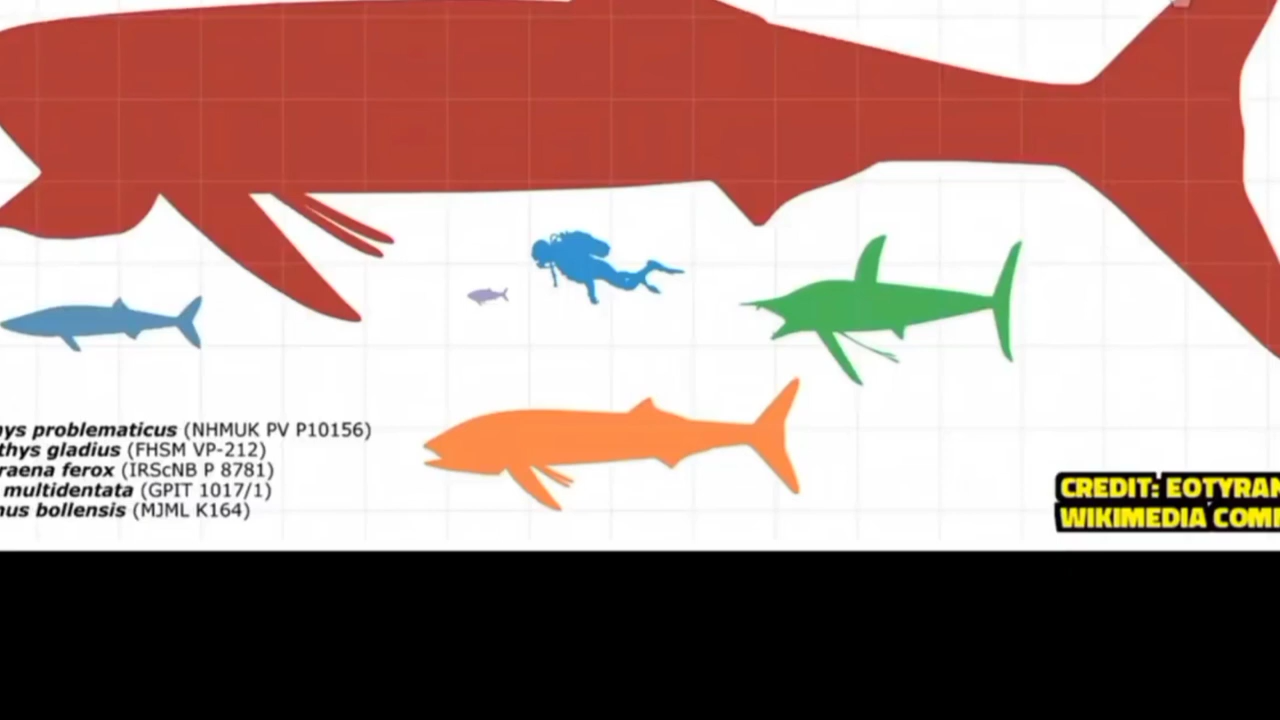 ys problematicus (NHMUK PV P10156)
thys gladius (FHSM VP-212)
raena ferox (IRScNB P 8781)
multidentata (GPIT 1017/1)
nus bollensis (MJML K164)
CREDIT: EOTYRAN
WIKIMEDIA COM